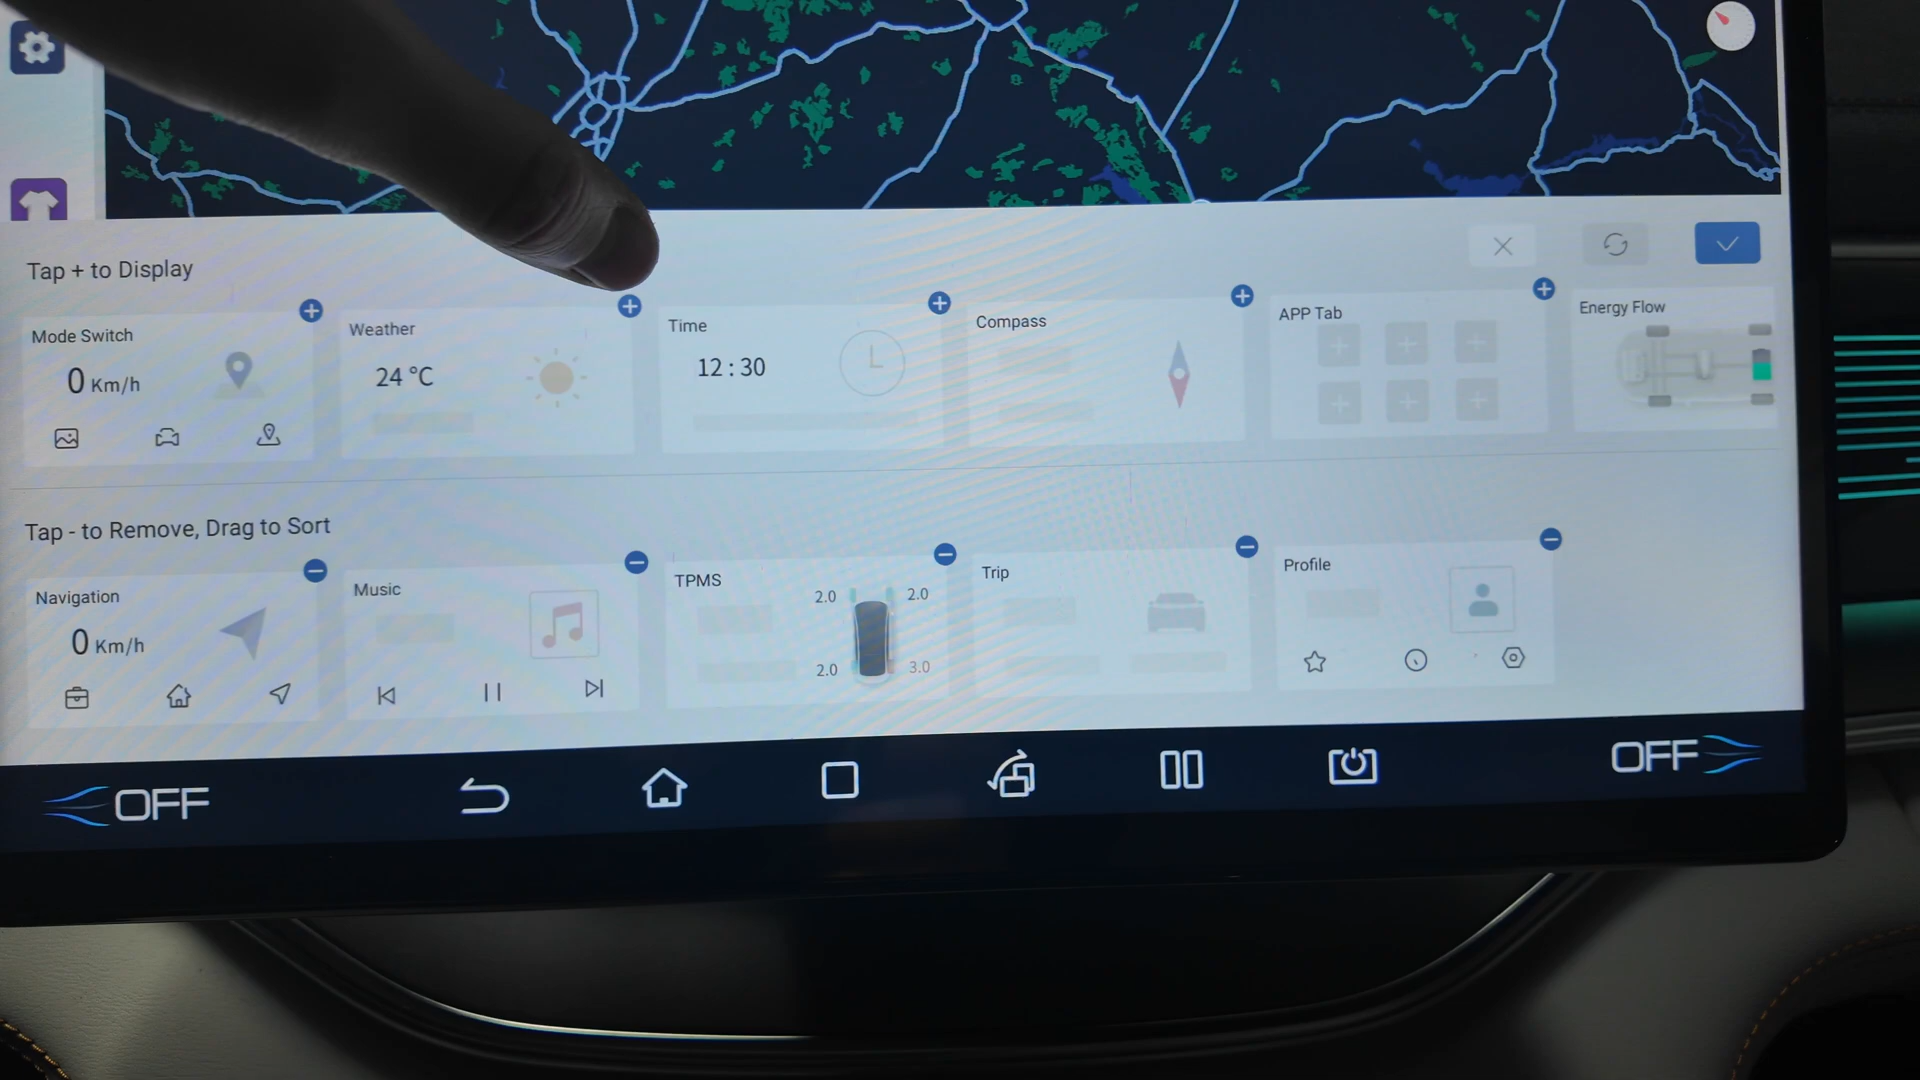 Tap + to Display
Mode Switch
0 Km/h
Weather
24 °C
Time
12 : 30
Compass
APP Tab
Energy Flow
Tap - to Remove, Drag to Sort
Navigation
0 Km/h
Music
TPMS
2.0 2.0
2.0 3.0
Trip
Profile
OFF
OFF